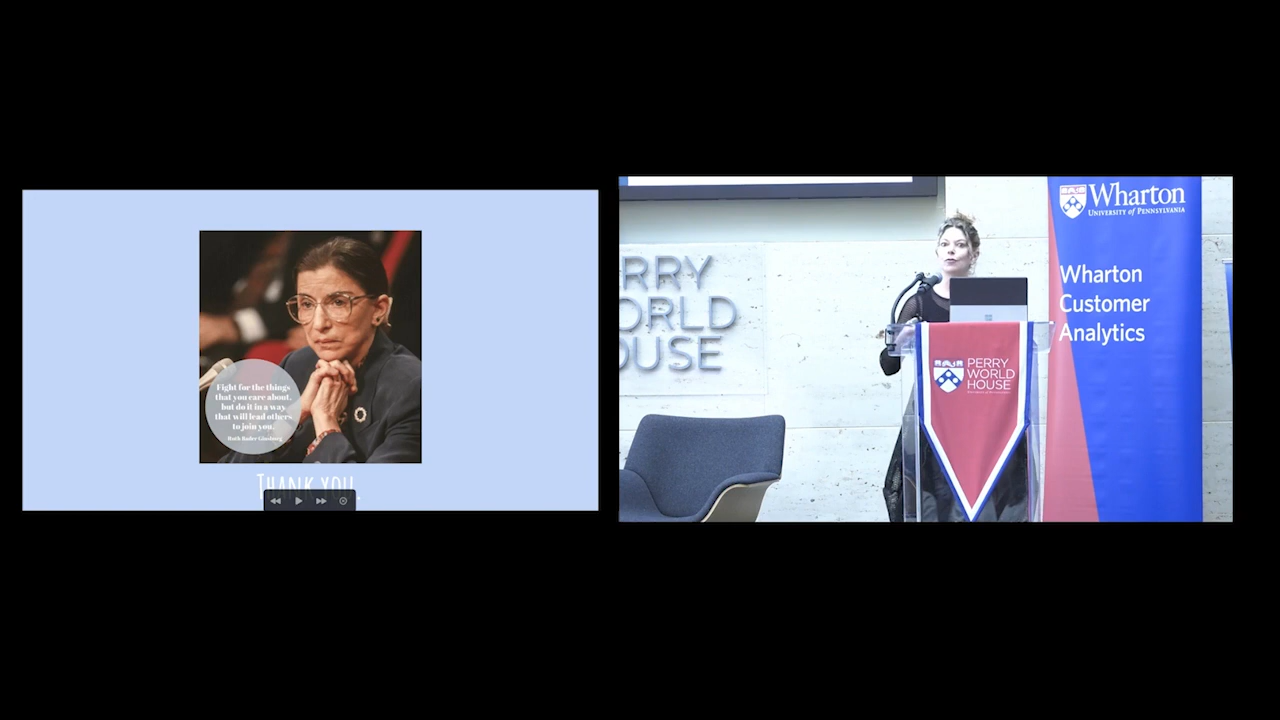 Fight for the things
that you care about,
but do it in a way
that will lead others
to join you.
Ruth Bader Ginsburg
THANK YOU.
PERRY
WORLD
HOUSE
Wharton
UNIVERSITY of PENNSYLVANIA
Wharton
Customer
Analytics
PERRY
WORLD
HOUSE